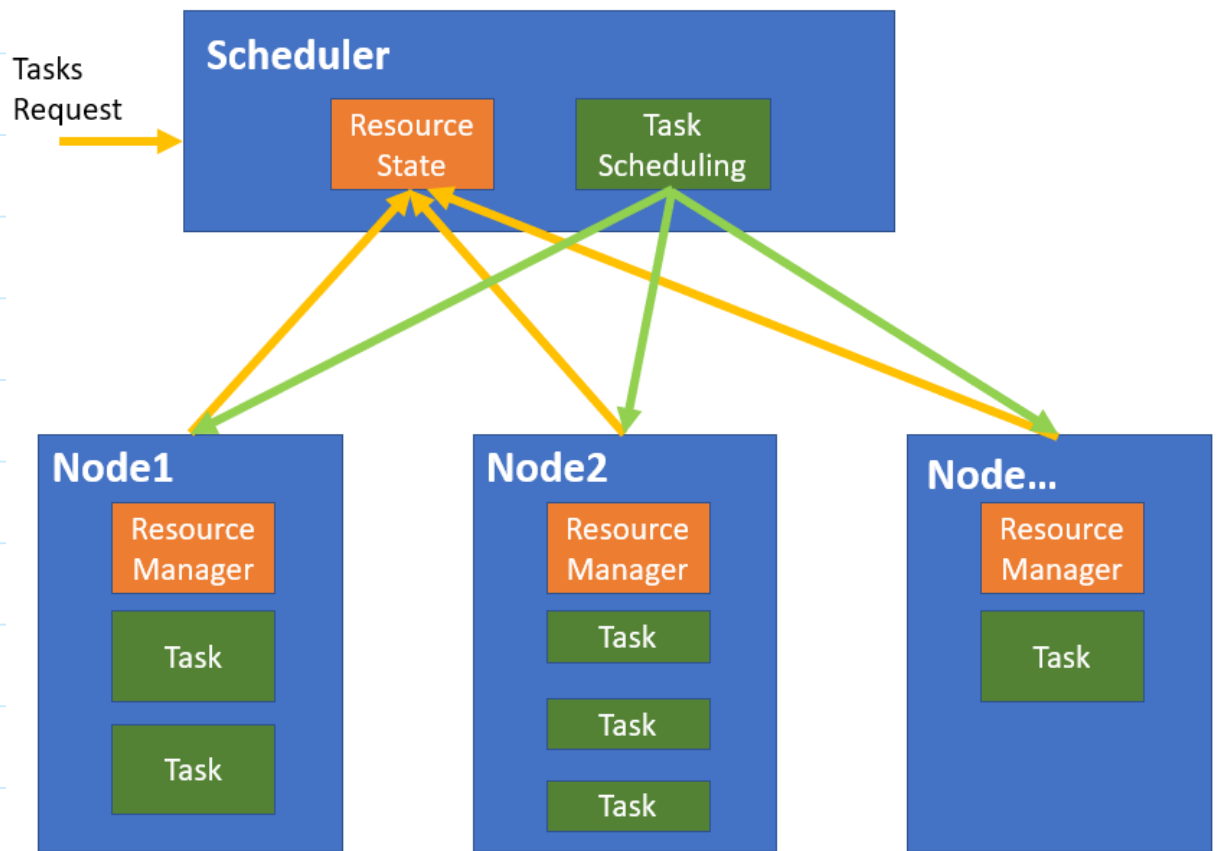 Scheduler
Tasks
Request
Resource
State
Task
Scheduling
Node1
Resource
Manager
Task
Task
Node2
Resource
Manager
Task
Task
Task
Node...
Resource
Manager
Task